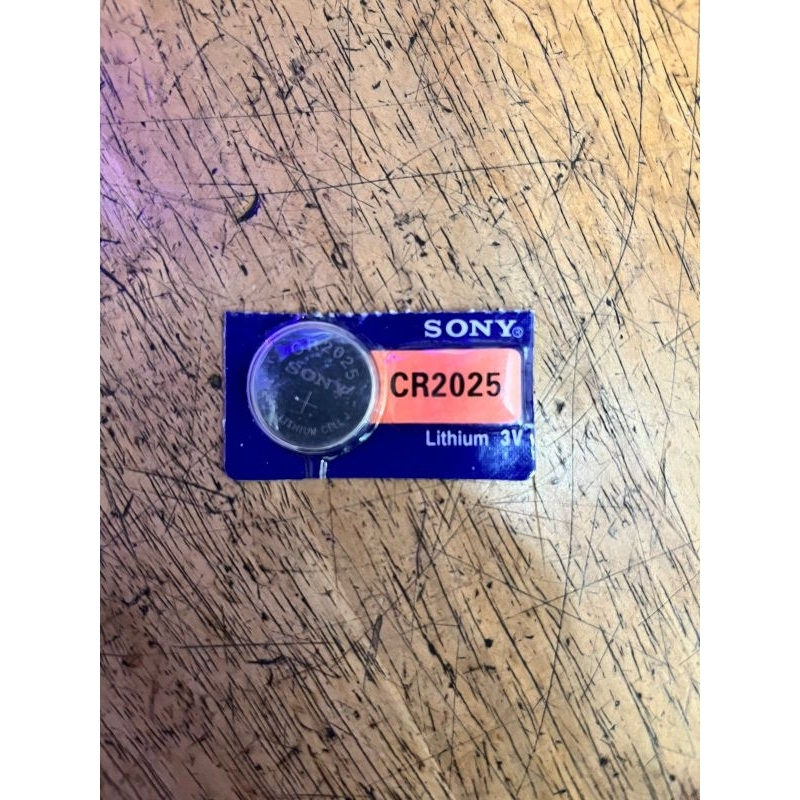 SONY®
CR2025
Lithium 3V
CR2025
SONY
+
LITHIUM CELL